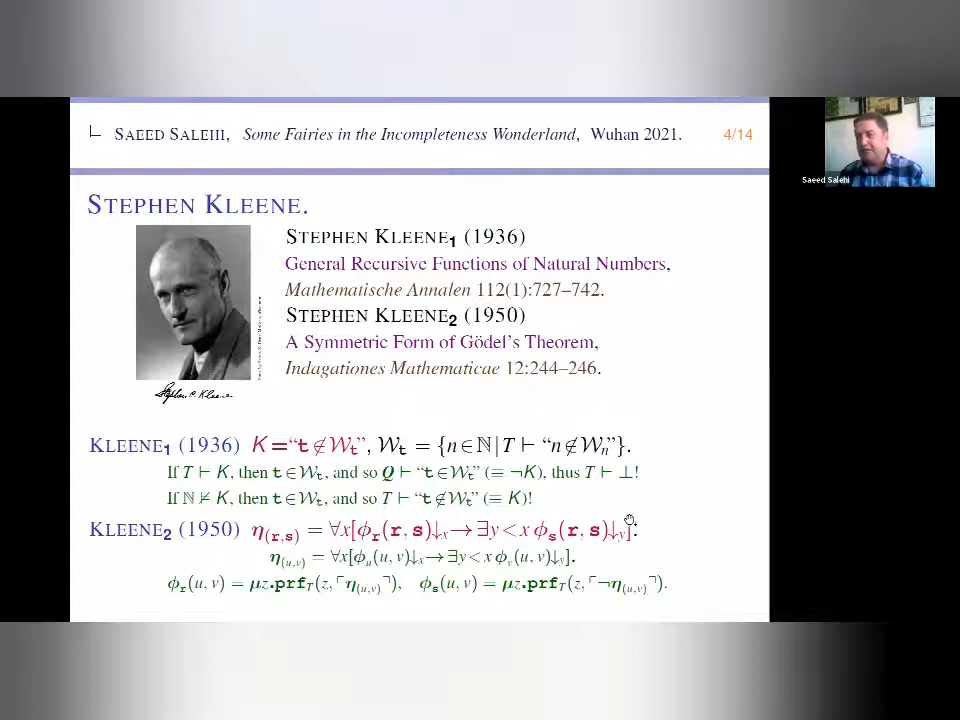 SAEED SALEHI, Some Fairies in the Incompleteness Wonderland, Wuhan 2021. 4/14
Saeed Salehi
STEPHEN KLEENE.
STEPHEN KLEENE₁ (1936)
General Recursive Functions of Natural Numbers,
Mathematische Annalen 112(1):727–742.
STEPHEN KLEENE₂ (1950)
A Symmetric Form of Gödel's Theorem,
Indagationes Mathematicae 12:244–246.
Stephen C Kleene
KLEENE₁ (1936) K="t∉𝒲ₜ", 𝒲ₜ = {n∈ℕ | T ⊢ "n∉𝒲ₙ"}.
If T ⊢ K, then t∈𝒲ₜ, and so Q ⊢ "t∈𝒲ₜ" (≡ ¬K), thus T ⊢ ⊥!
If ℕ ⊭ K, then t∈𝒲ₜ, and so T ⊢ "t∉𝒲ₜ" (≡ K)!
KLEENE₂ (1950) η₍r,s₎ = ∀x[ϕr(r, s)↓x → ∃y < x ϕs(r, s)↓y].
η₍u,v₎ = ∀x[ϕu(u, v)↓x → ∃y < x ϕv(u, v)↓y].
ϕr(u, v) = μz.prfT(z, ⌜η₍u,v₎⌝), ϕs(u, v) = μz.prfT(z, ⌜¬η₍u,v₎⌝).